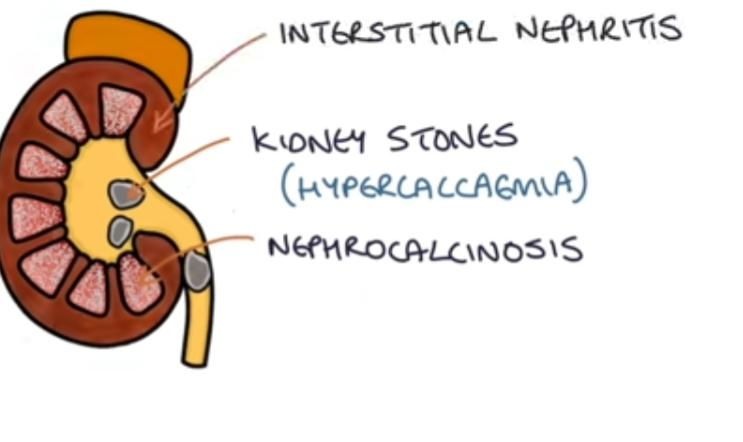 INTERSTITIAL NEPHRITIS
KIDNEY STONES
(HYPERCALCAEMIA)
NEPHROCALCINOSIS